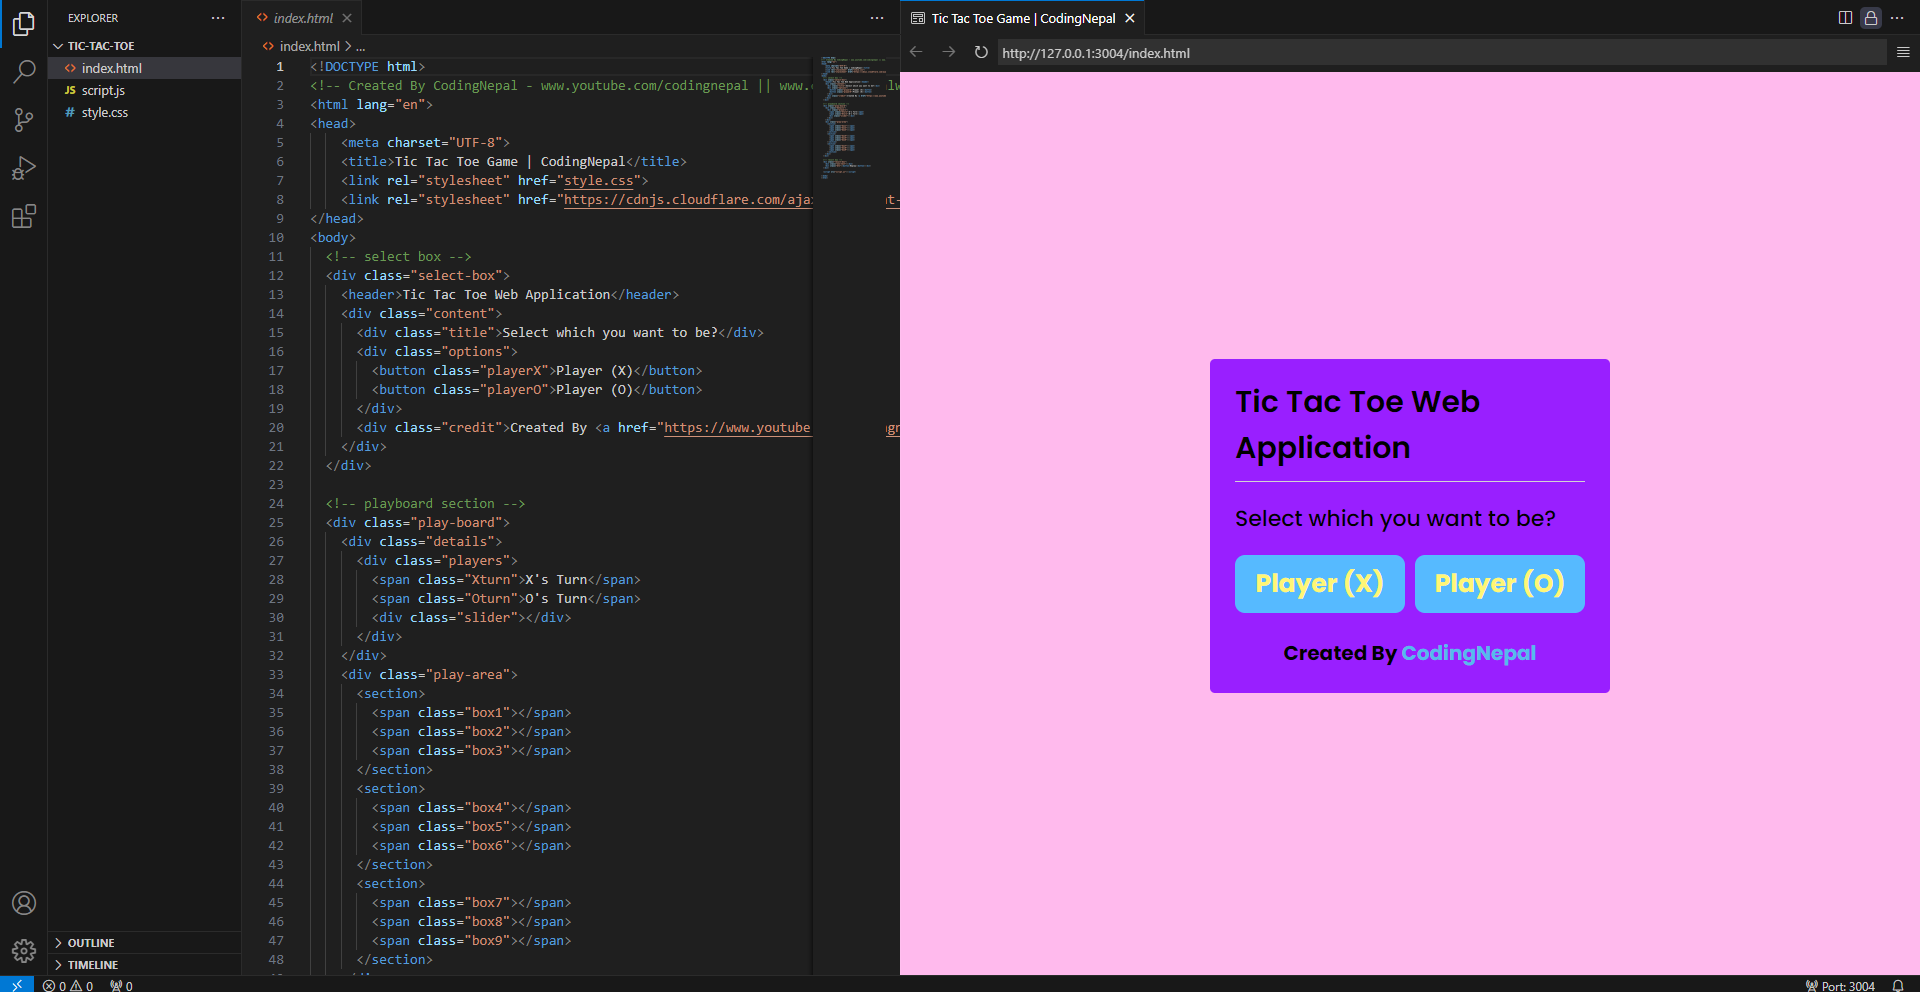 EXPLORER
TIC-TAC-TOE
index.html
JS script.js
# style.css
OUTLINE
TIMELINE
index.html
index.html > ...
1 <!DOCTYPE html>
2 <!-- Created By CodingNepal - www.youtube.com/codingnepal || www.
3 <html lang="en">
4 <head>
5 <meta charset="UTF-8">
6 <title>Tic Tac Toe Game | CodingNepal</title>
7 <link rel="stylesheet" href="style.css">
8 <link rel="stylesheet" href="https://cdnjs.cloudflare.com/aja
9 </head>
10 <body>
11 <!-- select box -->
12 <div class="select-box">
13 <header>Tic Tac Toe Web Application</header>
14 <div class="content">
15 <div class="title">Select which you want to be?</div>
16 <div class="options">
17 <button class="playerX">Player (X)</button>
18 <button class="playerO">Player (O)</button>
19 </div>
20 <div class="credit">Created By <a href="https://www.youtube
21 </div>
22 </div>
23
24 <!-- playboard section -->
25 <div class="play-board">
26 <div class="details">
27 <div class="players">
28 <span class="Xturn">X's Turn</span>
29 <span class="Oturn">O's Turn</span>
30 <div class="slider"></div>
31 </div>
32 </div>
33 <div class="play-area">
34 <section>
35 <span class="box1"></span>
36 <span class="box2"></span>
37 <span class="box3"></span>
38 </section>
39 <section>
40 <span class="box4"></span>
41 <span class="box5"></span>
42 <span class="box6"></span>
43 </section>
44 <section>
45 <span class="box7"></span>
46 <span class="box8"></span>
47 <span class="box9"></span>
48 </section>
Tic Tac Toe Game | CodingNepal
http://127.0.0.1:3004/index.html
Tic Tac Toe Web
Application
Select which you want to be?
Player (X) Player (O)
Created By CodingNepal
0 0 0
Port: 3004